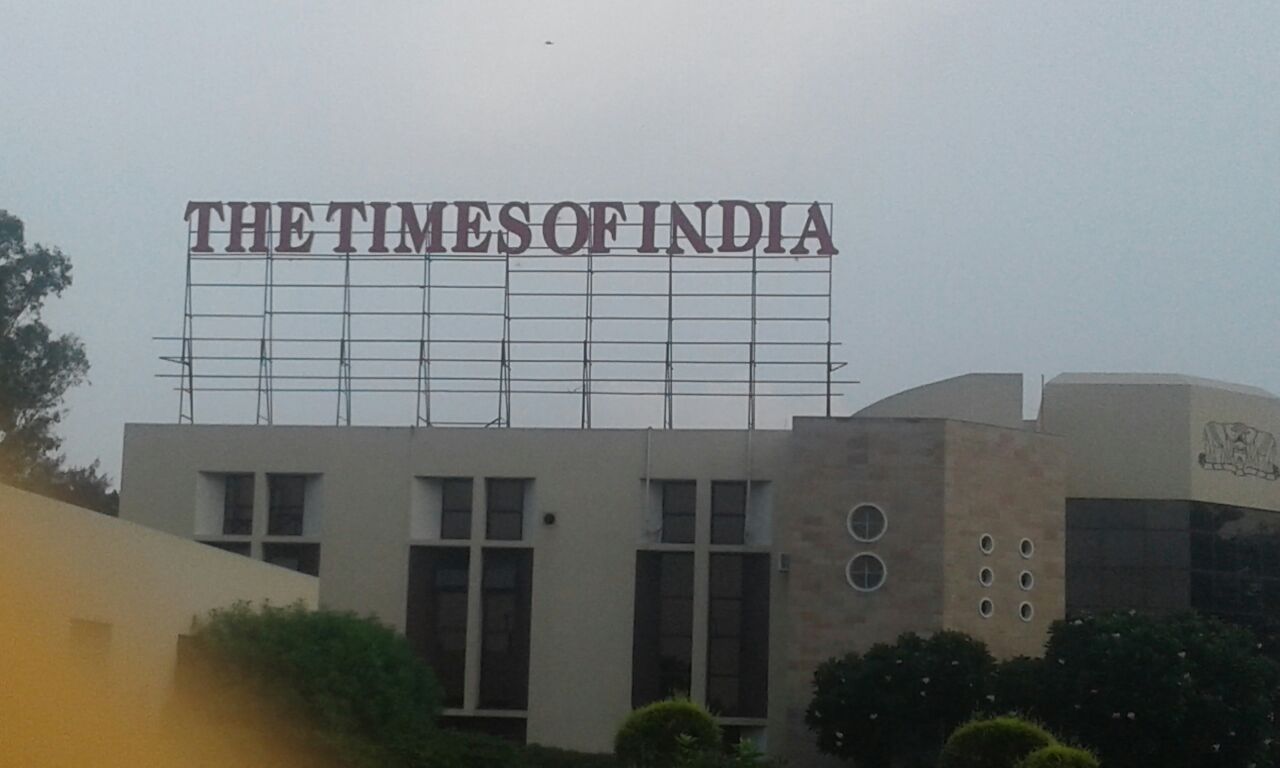 THE TIMES OF INDIA